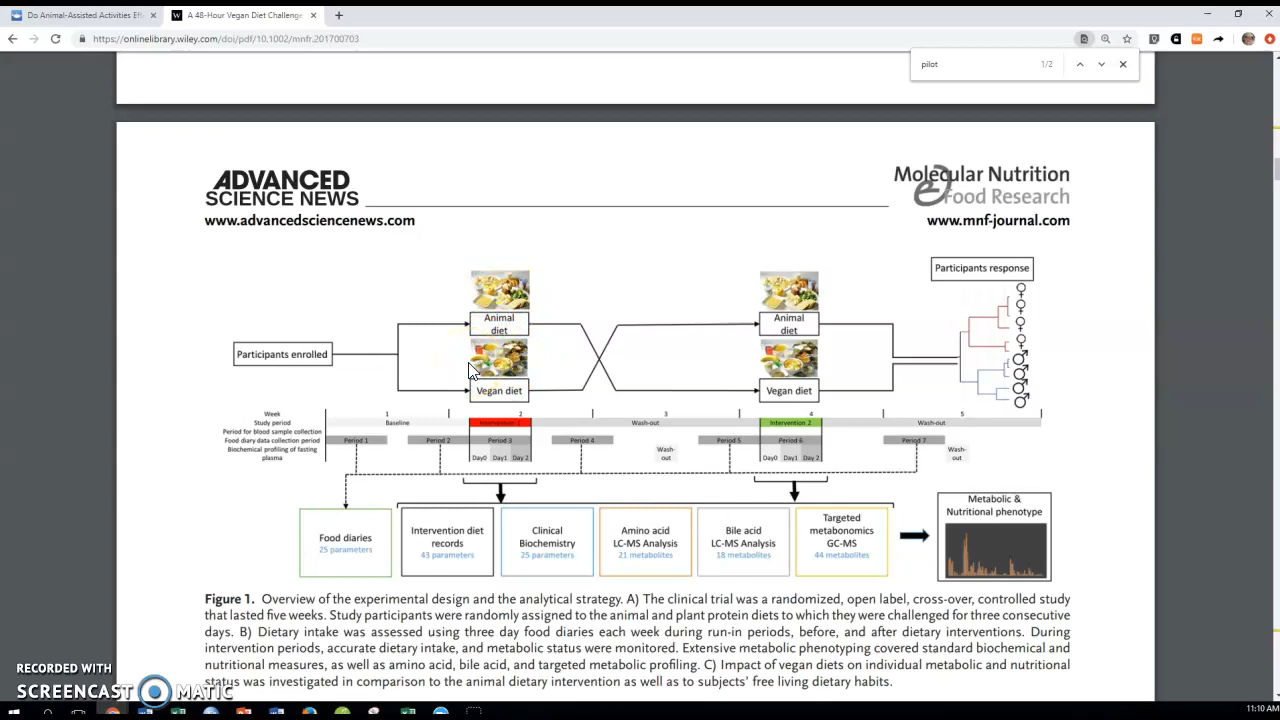 Do Animal-Assisted Activities Eff
A 48-Hour Vegan Diet Challenge
https://onlinelibrary.wiley.com/doi/pdf/10.1002/mnfr.201700703
pilot
1/2
ADVANCED
SCIENCE NEWS
www.advancedsciencenews.com
Molecular Nutrition
Food Research
www.mnf-journal.com
Participants response
Animal
diet
Animal
diet
Participants enrolled
Vegan diet
Vegan diet
Week 1 2 3 4 5
Study period Baseline Intervention 1 Wash-out Intervention 2 Wash-out
Period for blood sample collection
Food diary data collection period Period 1 Period 2 Period 3 Period 4 Period 5 Period 6 Period 7
Biochemical profiling of fasting
plasma
Wash-
out
Wash-
out
Day0 Day1 Day 2
Day0 Day1 Day 2
Food diaries
25 parameters
Intervention diet
records
43 parameters
Clinical
Biochemistry
25 parameters
Amino acid
LC-MS Analysis
21 metabolites
Bile acid
LC-MS Analysis
18 metabolites
Targeted
metabonomics
GC-MS
44 metabolites
Metabolic &
Nutritional phenotype
Figure 1. Overview of the experimental design and the analytical strategy. A) The clinical trial was a randomized, open label, cross-over, controlled study
that lasted five weeks. Study participants were randomly assigned to the animal and plant protein diets to which they were challenged for three consecutive
days. B) Dietary intake was assessed using three day food diaries each week during run-in periods, before, and after dietary interventions. During
intervention periods, accurate dietary intake, and metabolic status were monitored. Extensive metabolic phenotyping covered standard biochemical and
nutritional measures, as well as amino acid, bile acid, and targeted metabolic profiling. C) Impact of vegan diets on individual metabolic and nutritional
status was investigated in comparison to the animal dietary intervention as well as to subjects' free living dietary habits.
RECORDED WITH
SCREENCAST MATIC
11:10 AM